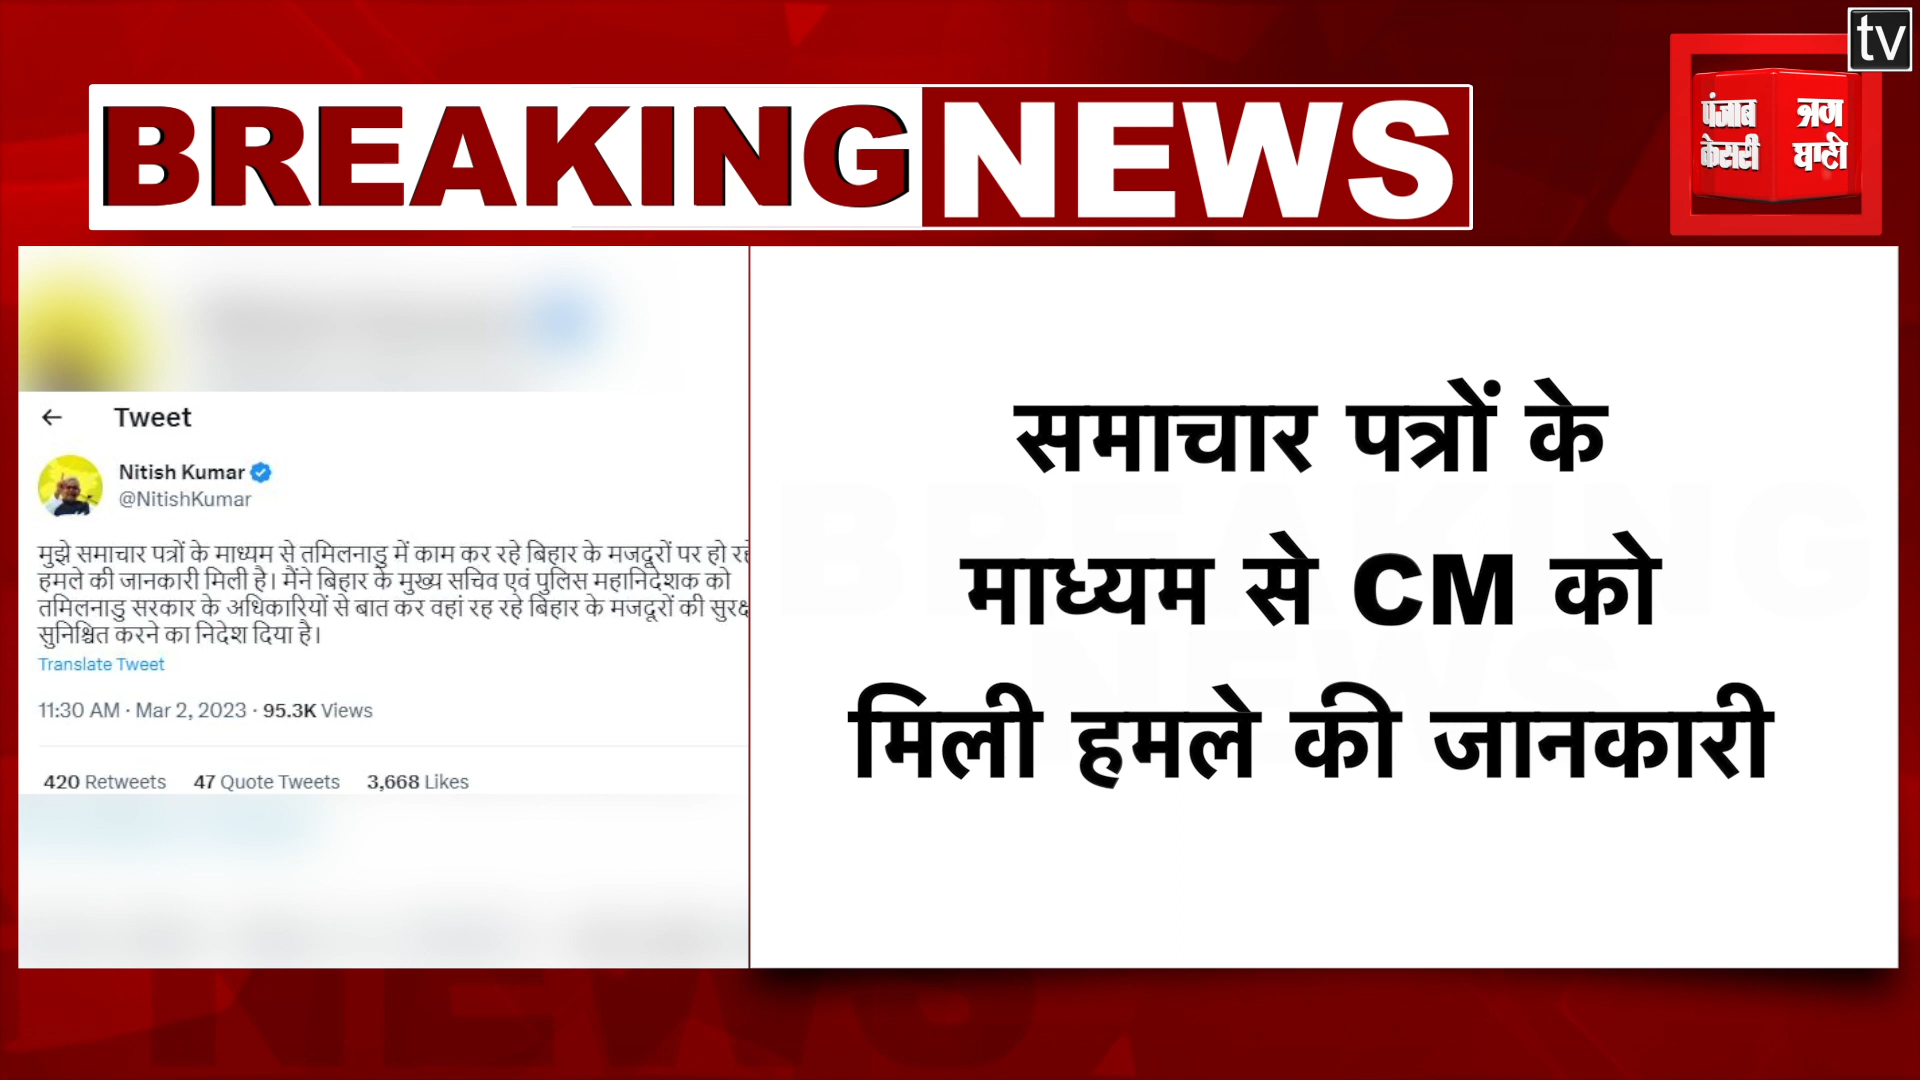 tv
BREAKING NEWS
पंजाब
केसरी
Tweet
Nitish Kumar
@NitishKumar
मुझे समाचार पत्रों के माध्यम से तमिलनाडु में काम कर रहे बिहार के मजदूरों पर हो
हमले की जानकारी मिली है। मैंने बिहार के मुख्य सचिव एवं पुलिस महानिदेशक को
तमिलनाडु सरकार के अधिकारियों से बात कर वहां रह रहे बिहार के मजदूरों की
सुनिश्चित करने का निदेश दिया है।
Translate Tweet
11:30 AM · Mar 2, 2023 · 95.3K Views
420 Retweets 47 Quote Tweets 3,668 Likes
समाचार पत्रों के
माध्यम से CM को
मिली हमले की जानकारी